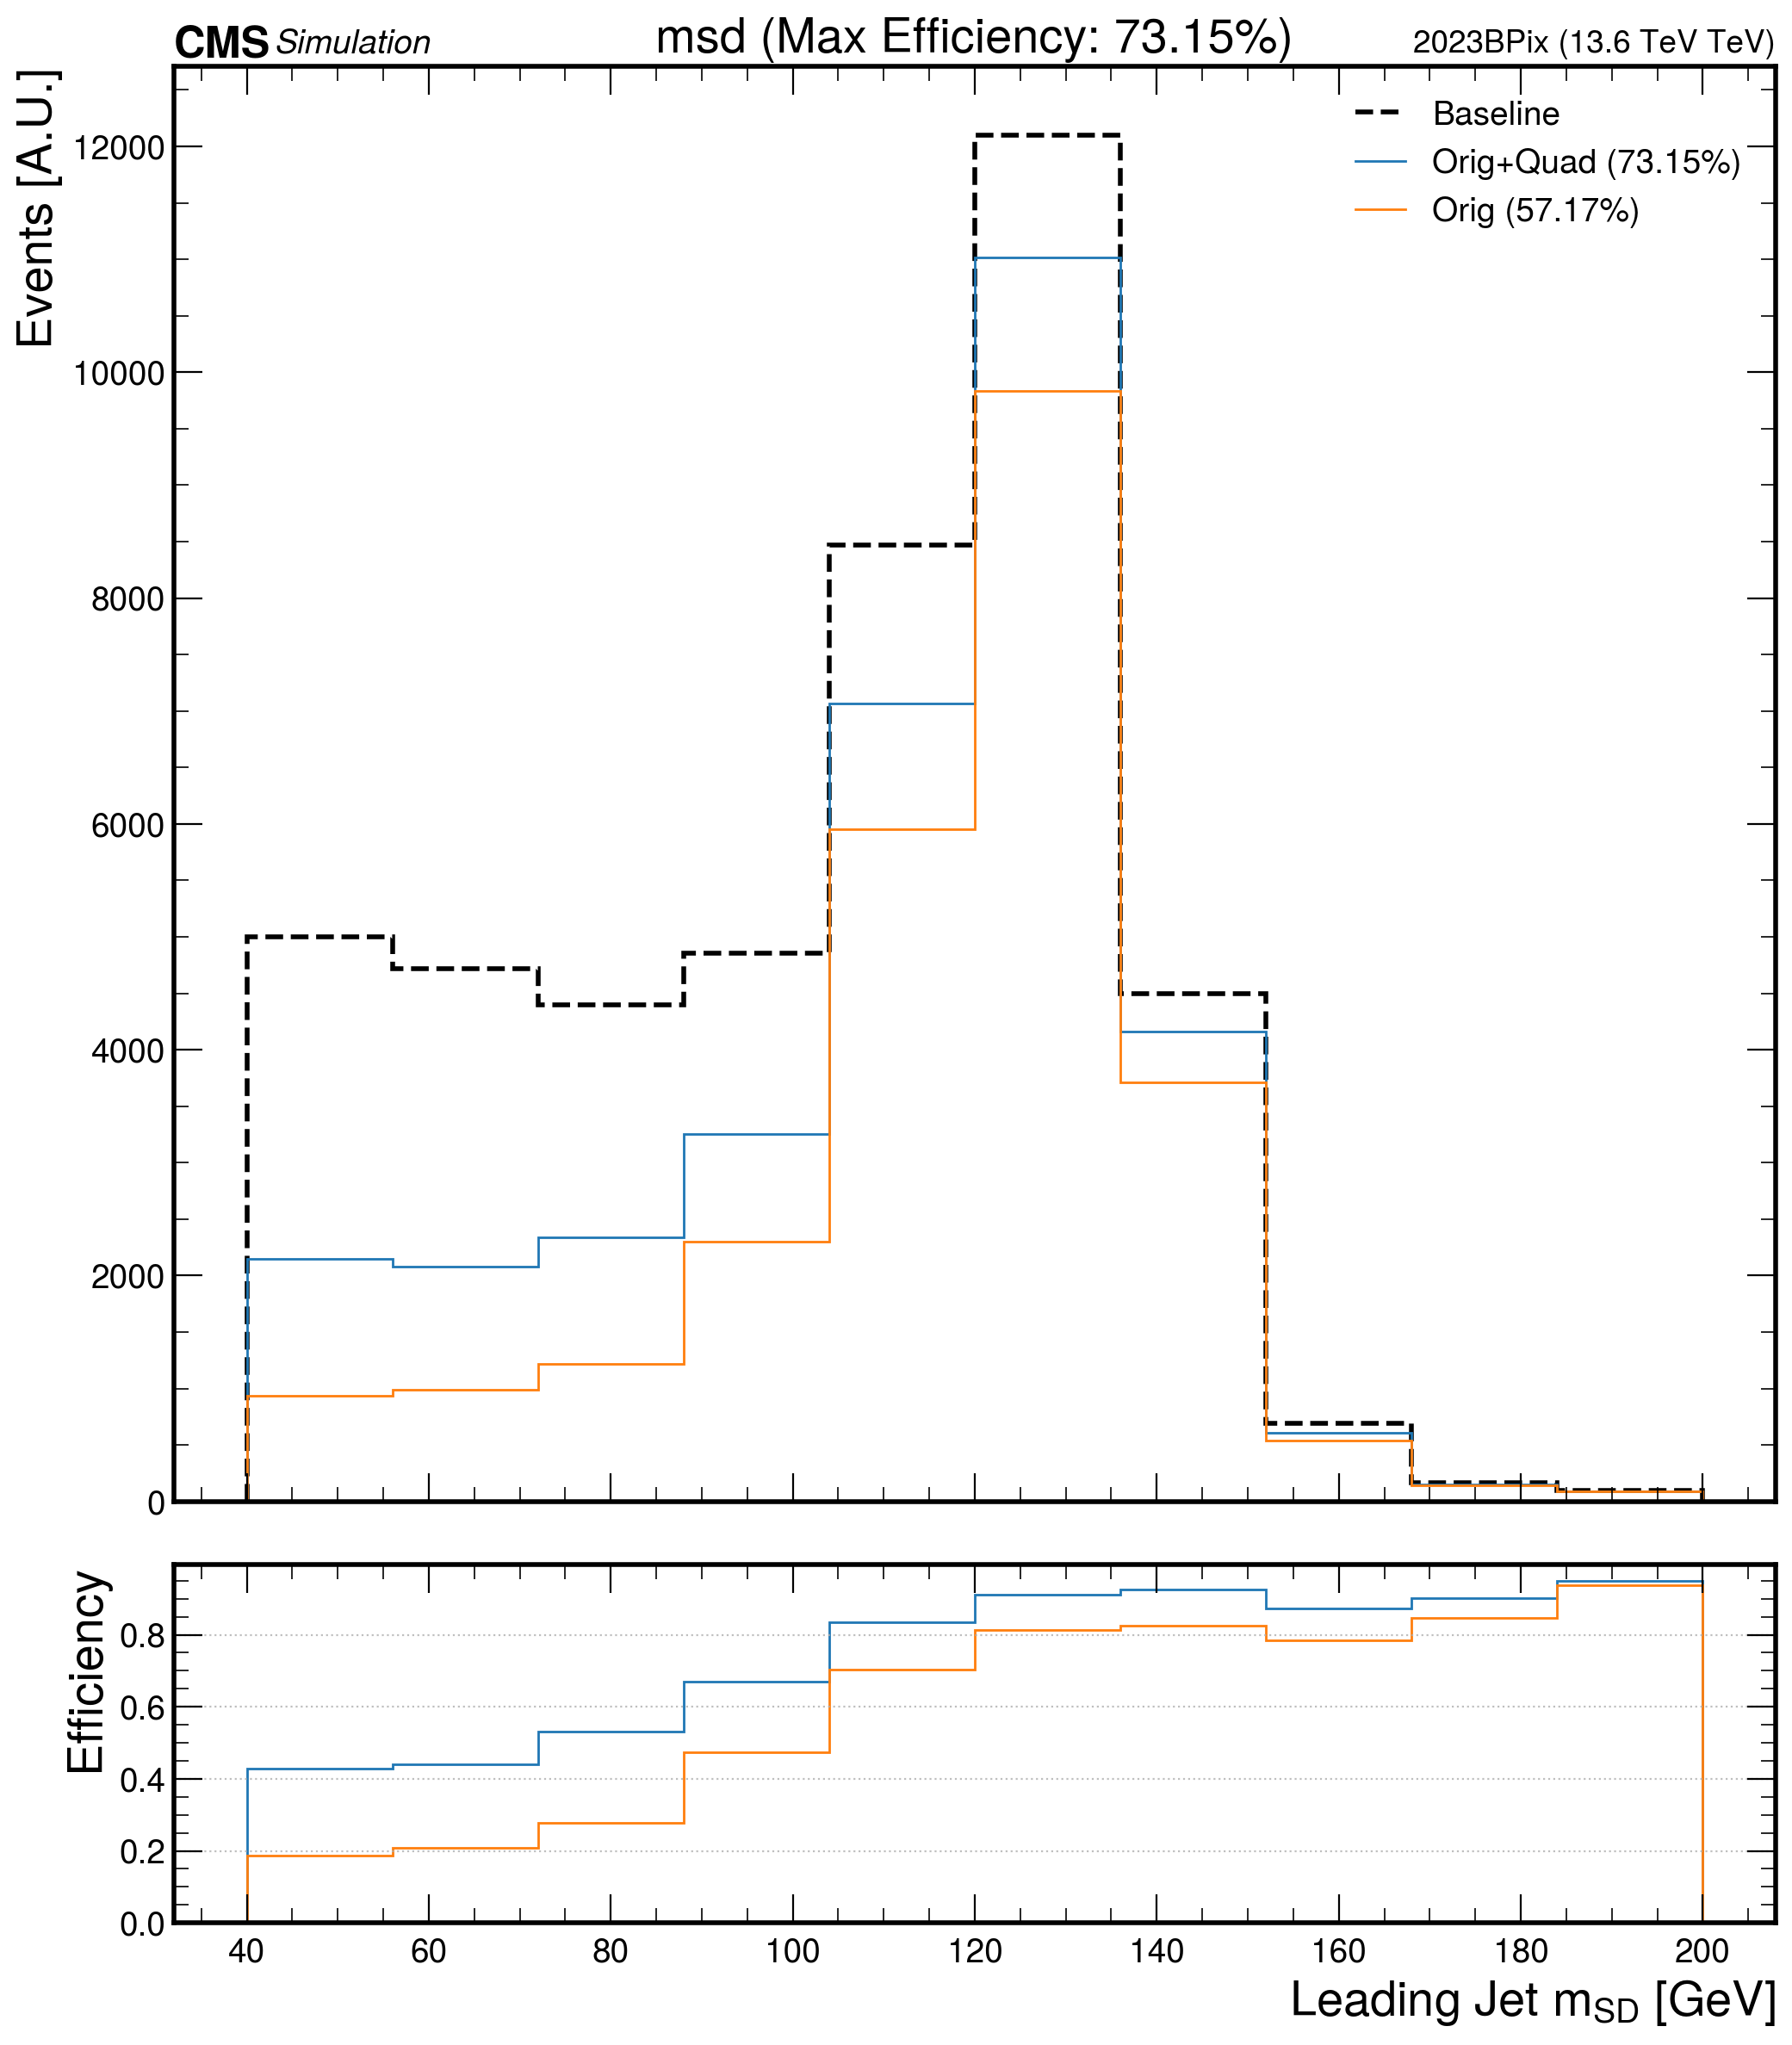 CMS Simulation msd (Max Efficiency: 73.15%) 2023BPix (13.6 TeV TeV)
Events [A.U.]
Baseline
Orig+Quad (73.15%)
Orig (57.17%)
12000
10000
8000
6000
4000
2000
0
Efficiency
0.8
0.6
0.4
0.2
0.0
40 60 80 100 120 140 160 180 200
Leading Jet mSD [GeV]